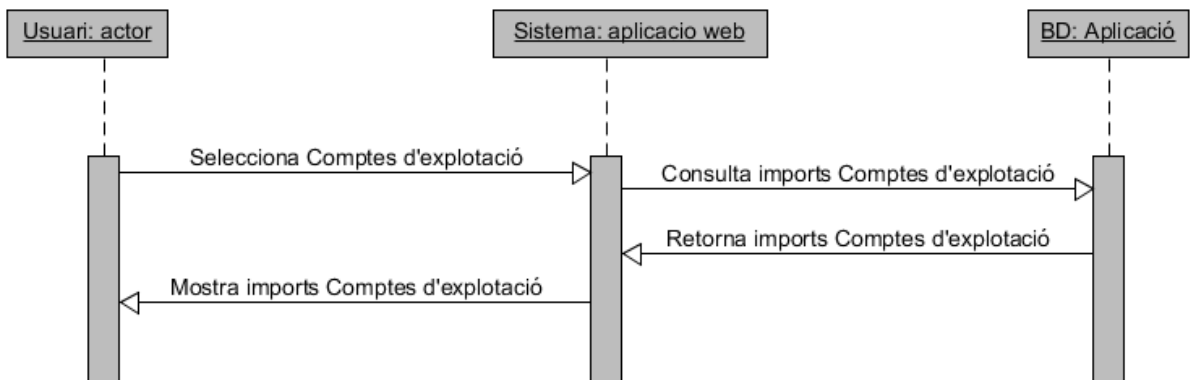 Usuari: actor
Sistema: aplicacio web
BD: Aplicació
Selecciona Comptes d'explotació
Consulta imports Comptes d'explotació
Retorna imports Comptes d'explotació
Mostra imports Comptes d'explotació